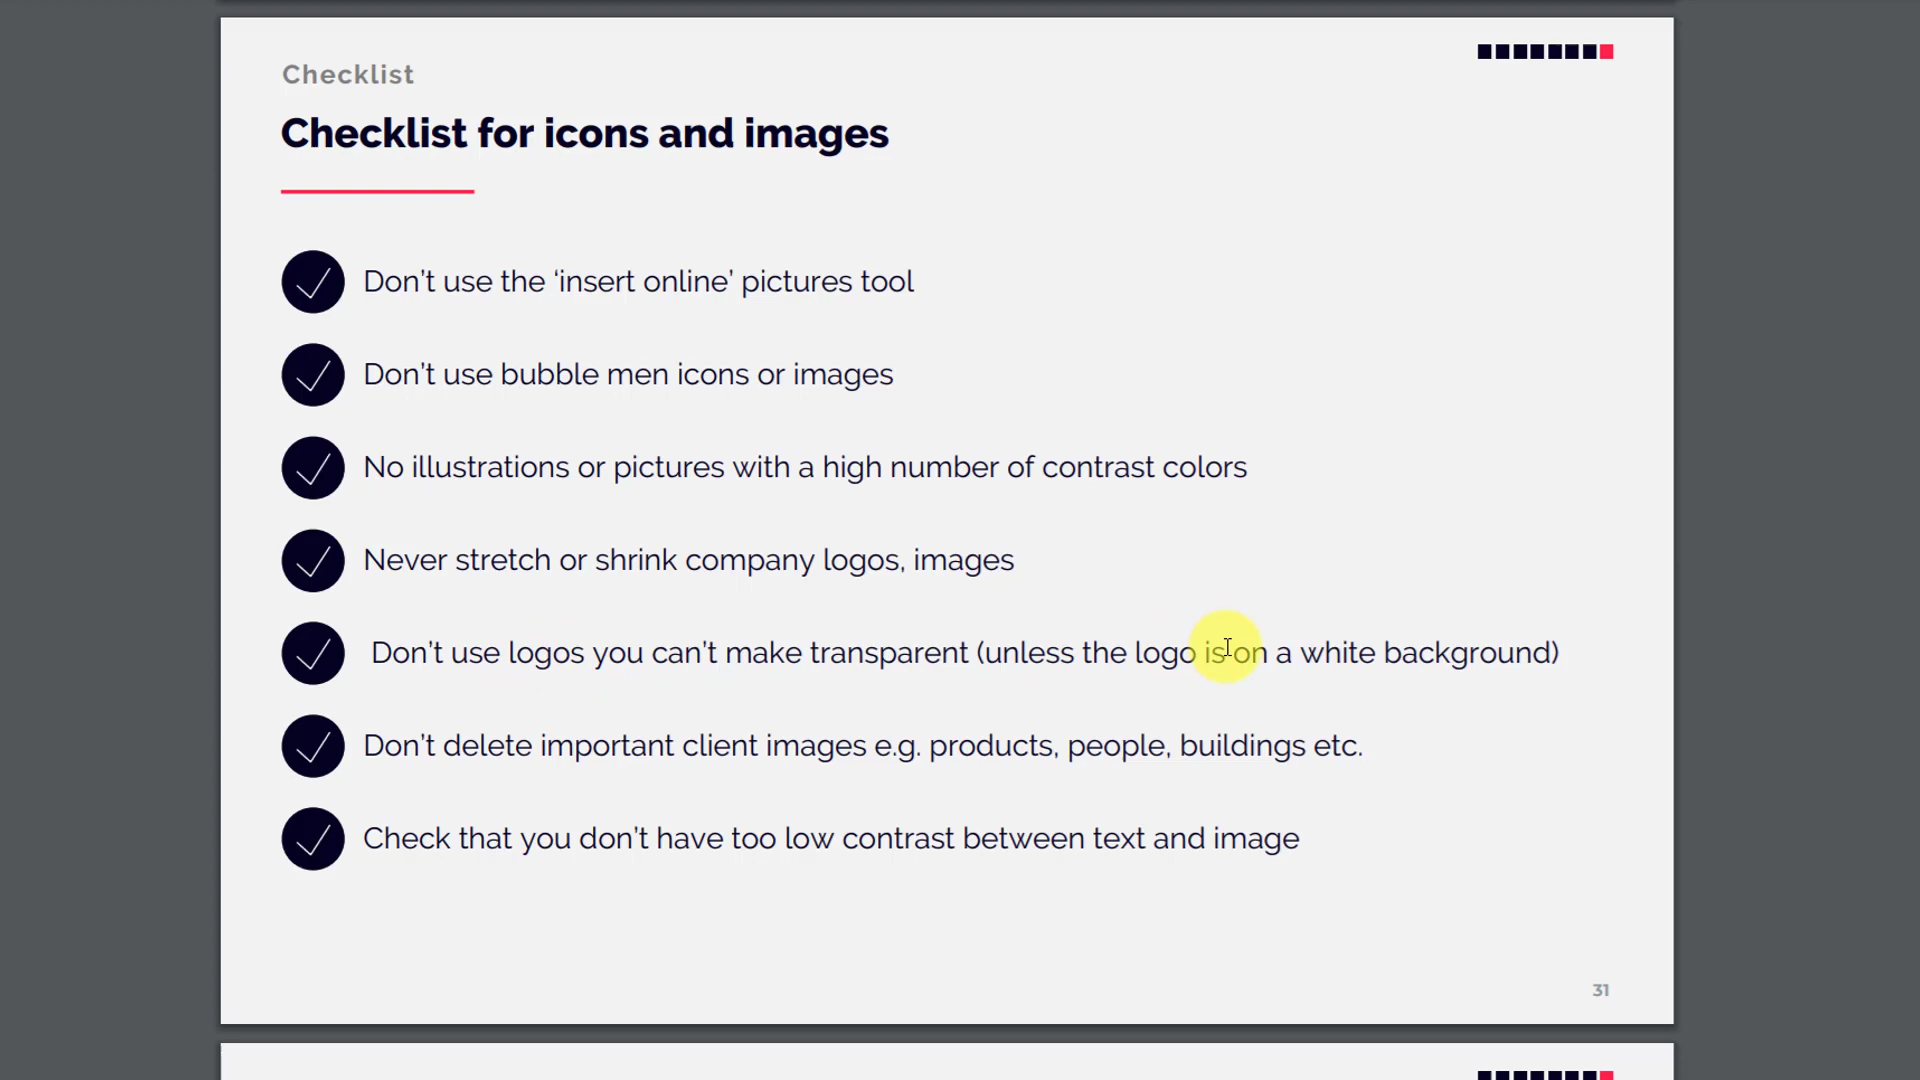 Checklist
Checklist for icons and images
Don’t use the ‘insert online’ pictures tool
Don’t use bubble men icons or images
No illustrations or pictures with a high number of contrast colors
Never stretch or shrink company logos, images
Don’t use logos you can’t make transparent (unless the logo is on a white background)
Don’t delete important client images e.g. products, people, buildings etc.
Check that you don’t have too low contrast between text and image
31